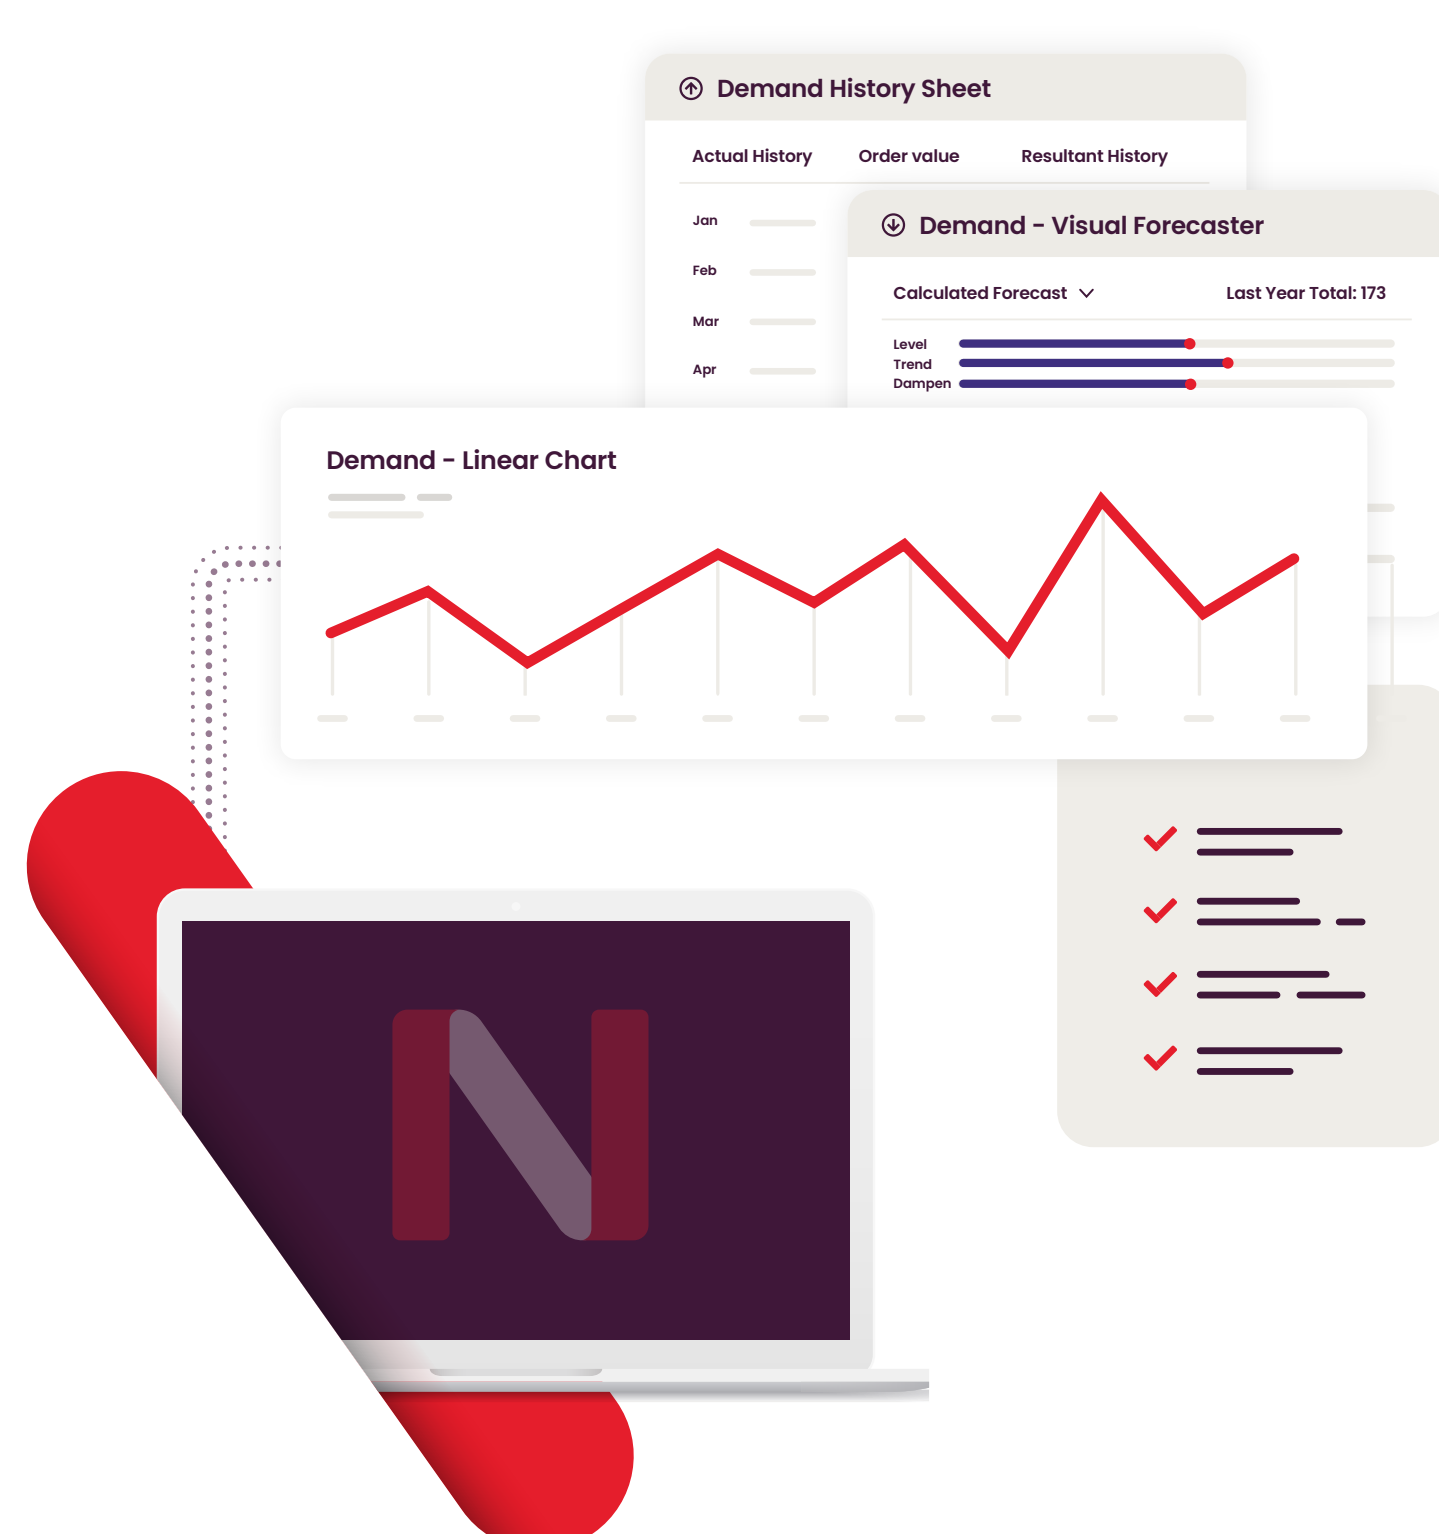 Demand History Sheet
Actual History Order value Resultant History
Jan
Feb
Mar
Apr
Demand - Visual Forecaster
Calculated Forecast Last Year Total: 173
Level
Trend
Dampen
Demand - Linear Chart
N